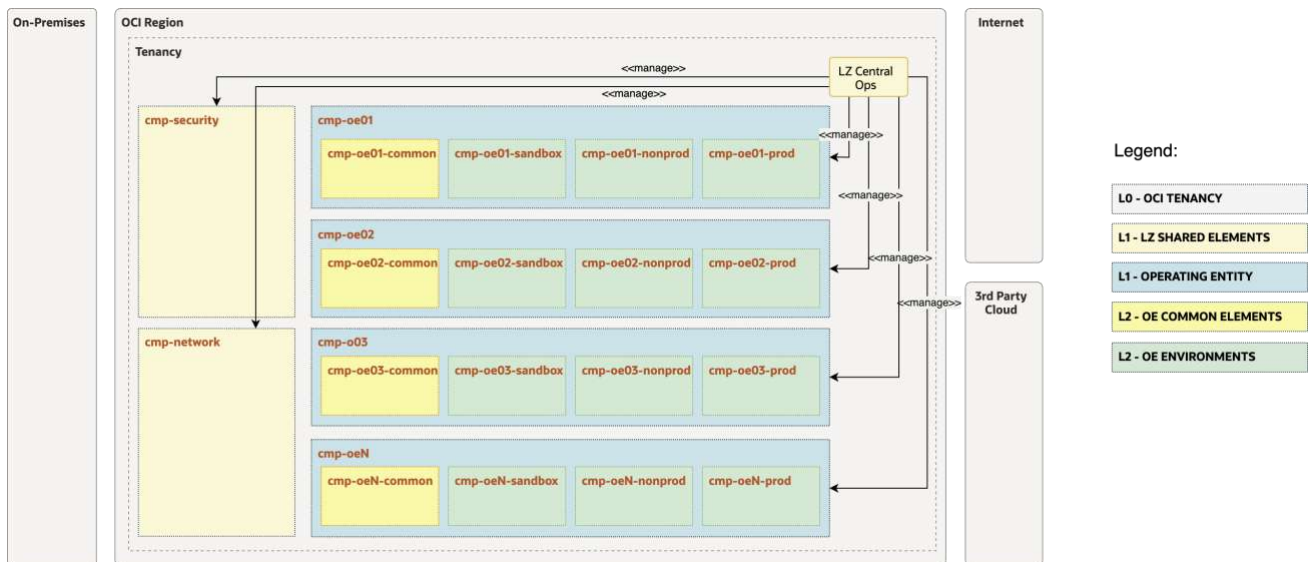 On-Premises
OCI Region
Internet
Tenancy
LZ Central
Ops
<<manage>>
<<manage>>
cmp-security
cmp-oe01
<<manage>>
cmp-oe01-common
cmp-oe01-sandbox
cmp-oe01-nonprod
cmp-oe01-prod
<<manage>>
cmp-oe02
cmp-oe02-common
cmp-oe02-sandbox
cmp-oe02-nonprod
cmp-oe02-prod
<<manage>>
<<manage>>
3rd Party
Cloud
cmp-network
cmp-o03
cmp-oe03-common
cmp-oe03-sandbox
cmp-oe03-nonprod
cmp-oe03-prod
cmp-oeN
cmp-oeN-common
cmp-oeN-sandbox
cmp-oeN-nonprod
cmp-oeN-prod
Legend:
L0 - OCI TENANCY
L1 - LZ SHARED ELEMENTS
L1 - OPERATING ENTITY
L2 - OE COMMON ELEMENTS
L2 - OE ENVIRONMENTS